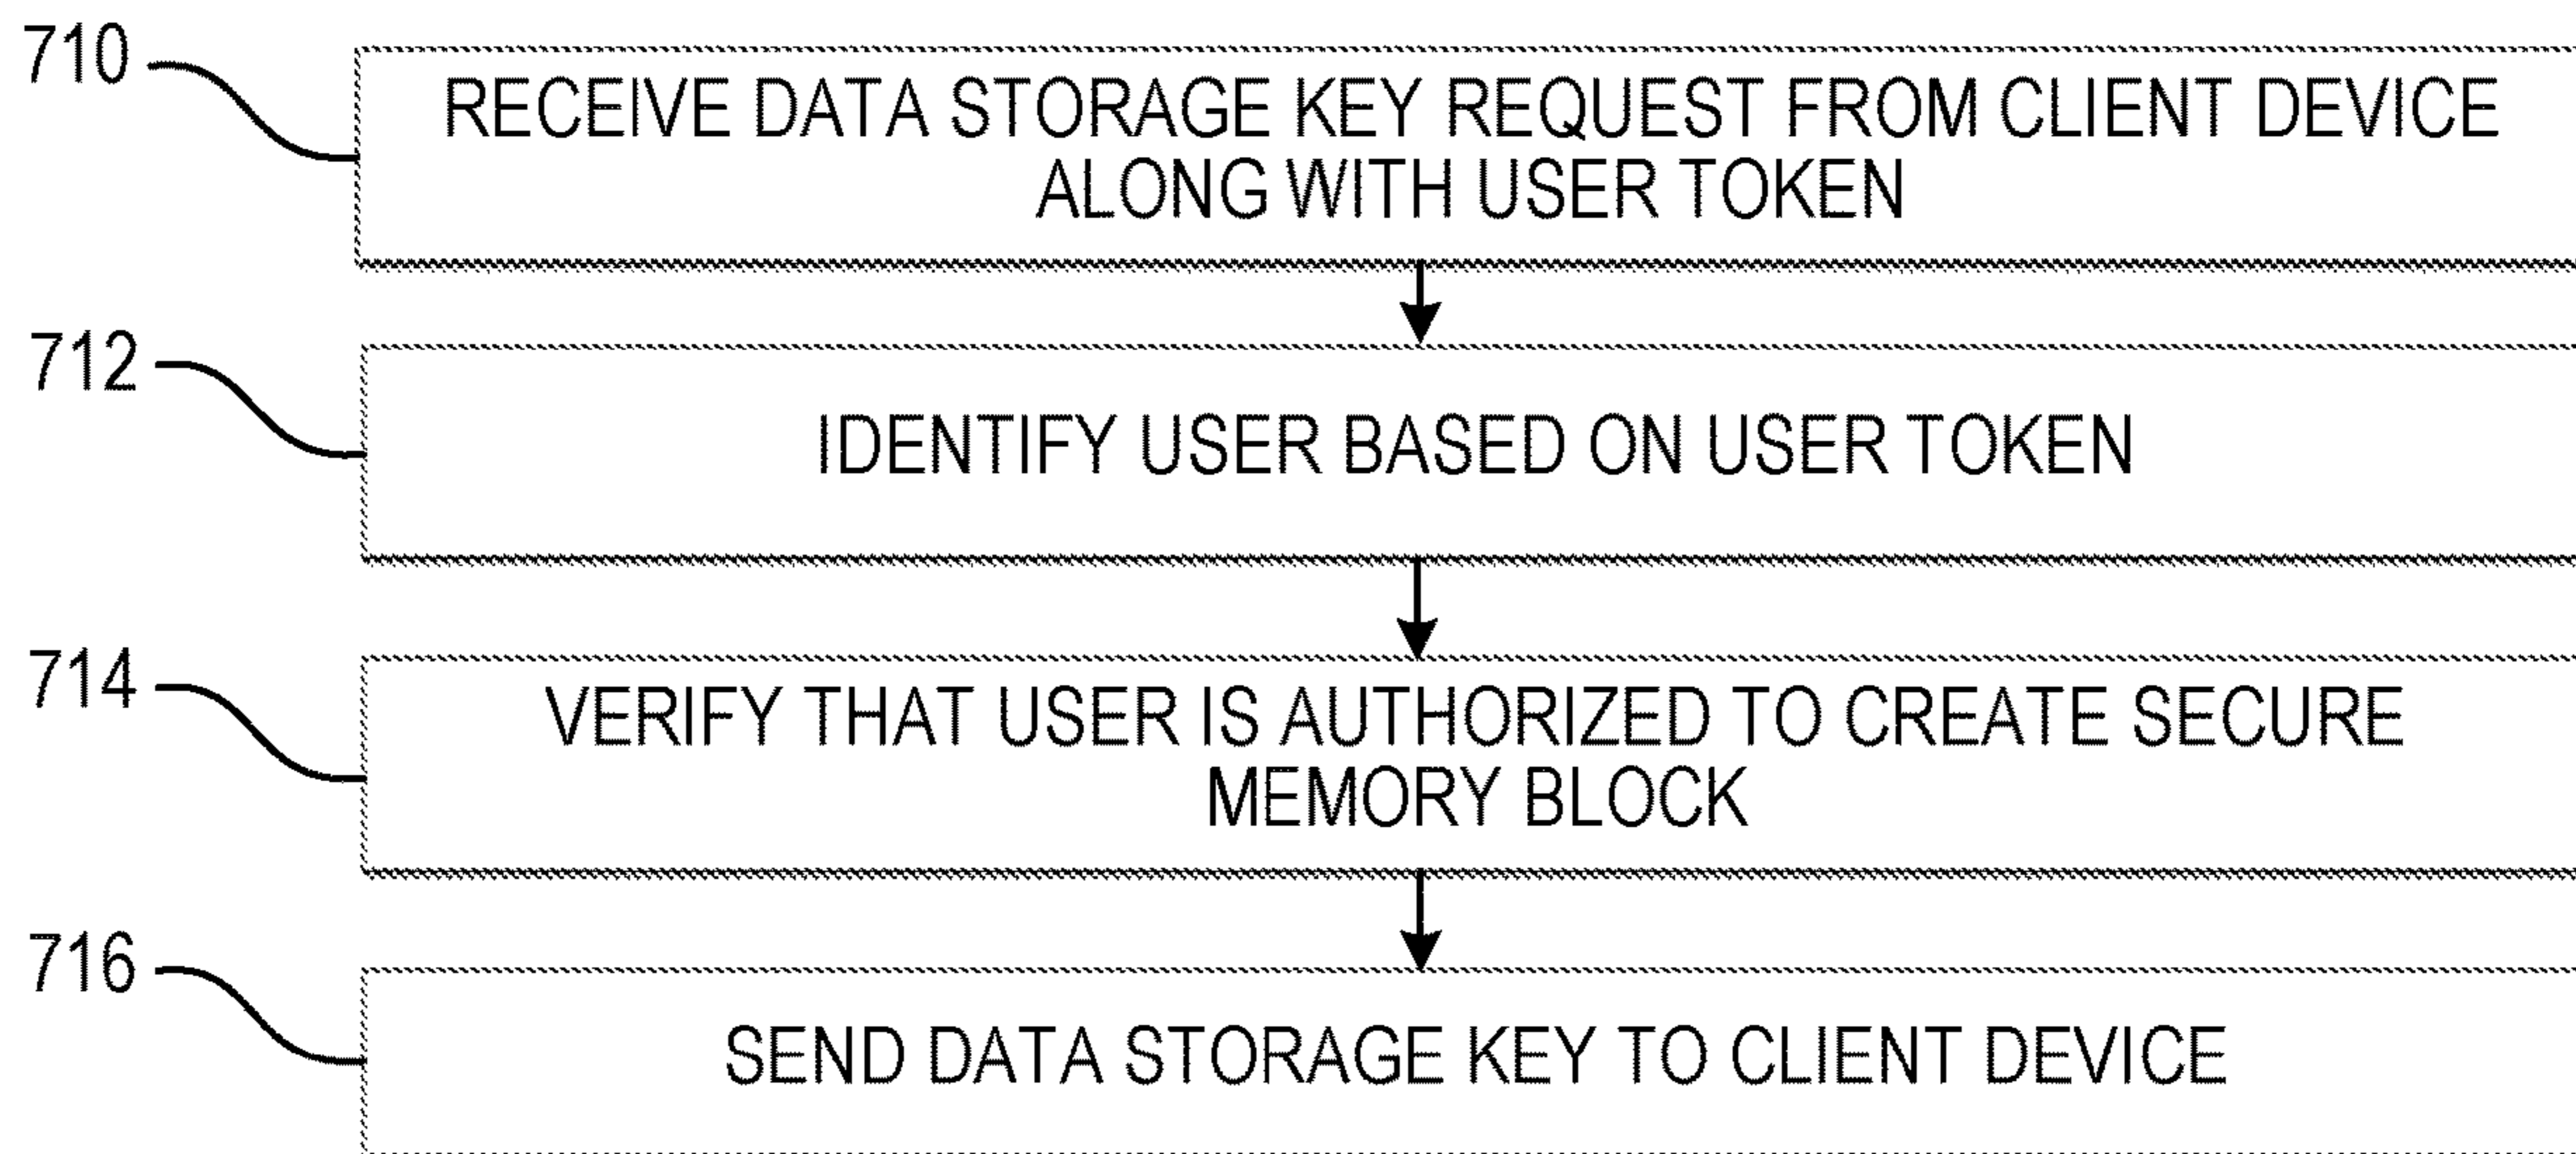 710
RECEIVE DATA STORAGE KEY REQUEST FROM CLIENT DEVICE
ALONG WITH USER TOKEN
712
IDENTIFY USER BASED ON USER TOKEN
714
VERIFY THAT USER IS AUTHORIZED TO CREATE SECURE
MEMORY BLOCK
716
SEND DATA STORAGE KEY TO CLIENT DEVICE